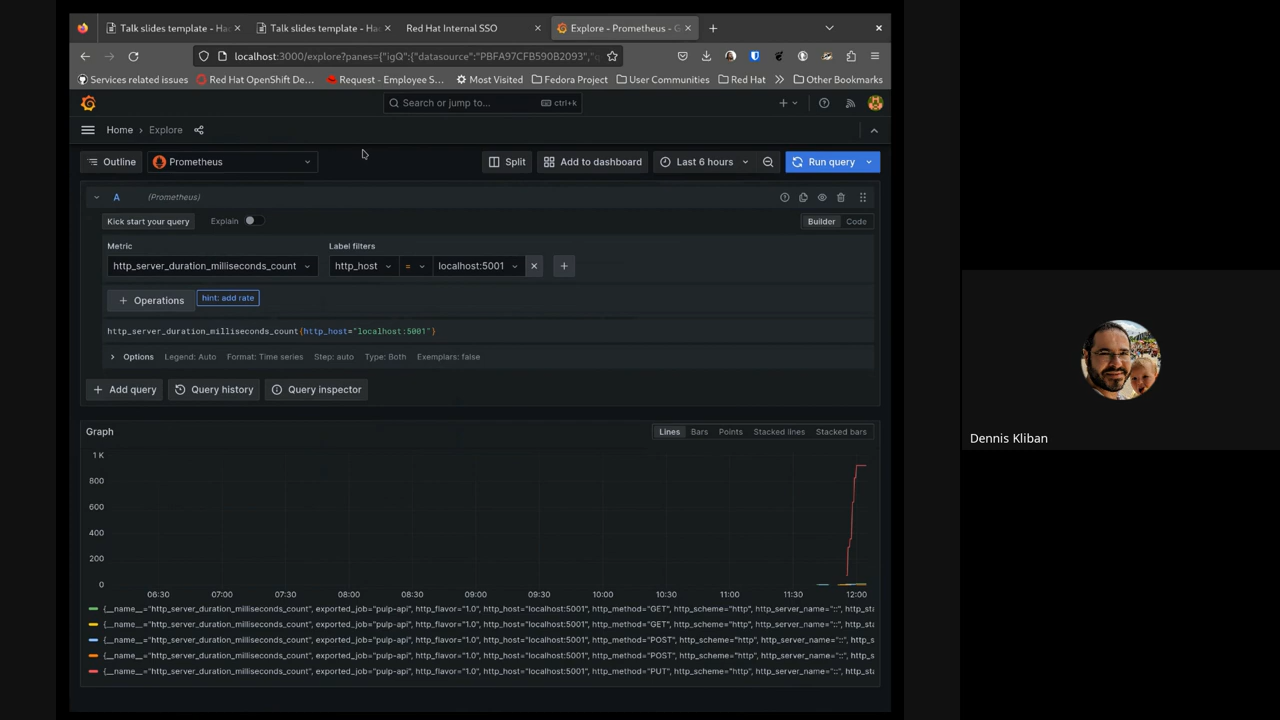 Talk slides template - Ha
Talk slides template - Ha
Red Hat Internal SSO
Explore - Prometheus - G
localhost:3000/explore?panes={"igQ":{"datasource":"PBFA97CFB590B2093","q
Services related issues
Red Hat OpenShift De...
Request - Employee S...
Most Visited
Fedora Project
User Communities
Red Hat
Other Bookmarks
Search or jump to...
ctrl+k
Home › Explore
Outline
Prometheus
Split
Add to dashboard
Last 6 hours
Run query
A (Prometheus)
Kick start your query
Explain
Builder
Code
Metric
Label filters
http_server_duration_milliseconds_count
http_host
=
localhost:5001
+ Operations
hint: add rate
http_server_duration_milliseconds_count{http_host="localhost:5001"}
Options Legend: Auto Format: Time series Step: auto Type: Both Exemplars: false
+ Add query
Query history
Query inspector
Graph
Lines
Bars
Points
Stacked lines
Stacked bars
1 K
800
600
400
200
0
06:30 07:00 07:30 08:00 08:30 09:00 09:30 10:00 10:30 11:00 11:30 12:00
{__name__="http_server_duration_milliseconds_count", exported_job="pulp-api", http_flavor="1.0", http_host="localhost:5001", http_method="GET", http_scheme="http", http_server_name="::", http_sta
{__name__="http_server_duration_milliseconds_count", exported_job="pulp-api", http_flavor="1.0", http_host="localhost:5001", http_method="GET", http_scheme="http", http_server_name="::", http_s
{__name__="http_server_duration_milliseconds_count", exported_job="pulp-api", http_flavor="1.0", http_host="localhost:5001", http_method="POST", http_scheme="http", http_server_name="::", http_s
{__name__="http_server_duration_milliseconds_count", exported_job="pulp-api", http_flavor="1.0", http_host="localhost:5001", http_method="POST", http_scheme="http", http_server_name="::", http_s
{__name__="http_server_duration_milliseconds_count", exported_job="pulp-api", http_flavor="1.0", http_host="localhost:5001", http_method="PUT", http_scheme="http", http_server_name="::", http_sta
Dennis Kliban